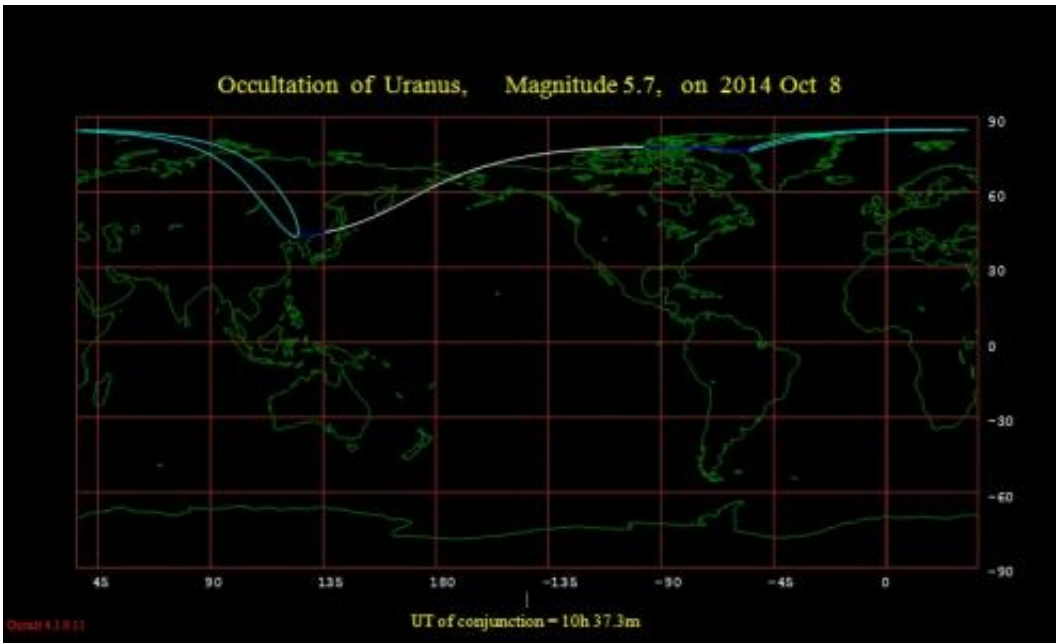 Occultation of Uranus, Magnitude 5.7, on 2014 Oct 8
90
60
30
0
-30
-60
-90
45 90 135 180 -135 -90 -45 0
UT of conjunction = 10h 37.3m